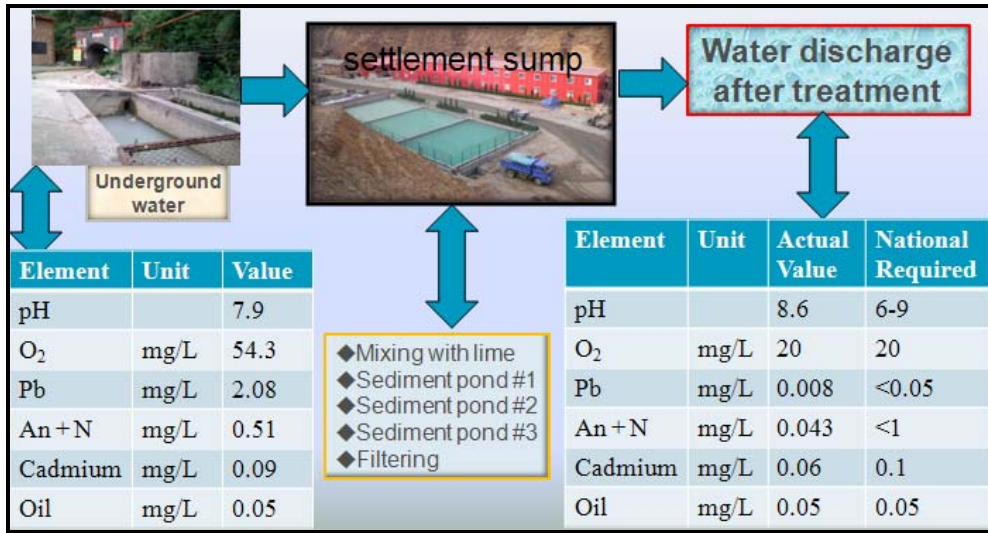 settlement sump
Water discharge
after treatment
Underground
water
Element Unit Value
pH 7.9
O₂ mg/L 54.3
Pb mg/L 2.08
An+N mg/L 0.51
Cadmium mg/L 0.09
Oil mg/L 0.05
◆Mixing with lime
◆Sediment pond #1
◆Sediment pond #2
◆Sediment pond #3
◆Filtering
Element Unit Actual National
Value Required
pH 8.6 6-9
O₂ mg/L 20 20
Pb mg/L 0.008 <0.05
An+N mg/L 0.043 <1
Cadmium mg/L 0.06 0.1
Oil mg/L 0.05 0.05